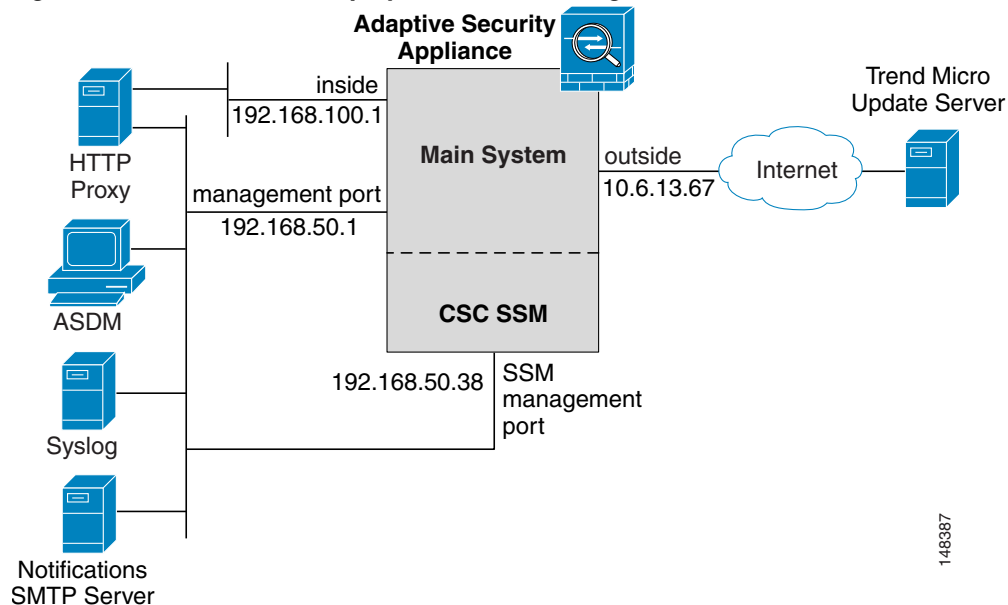 Adaptive Security
Appliance
Trend Micro
Update Server
inside
192.168.100.1
HTTP
Proxy
Main System
outside
10.6.13.67
Internet
management port
192.168.50.1
ASDM
CSC SSM
192.168.50.38
SSM
management
port
Syslog
Notifications
SMTP Server
148387